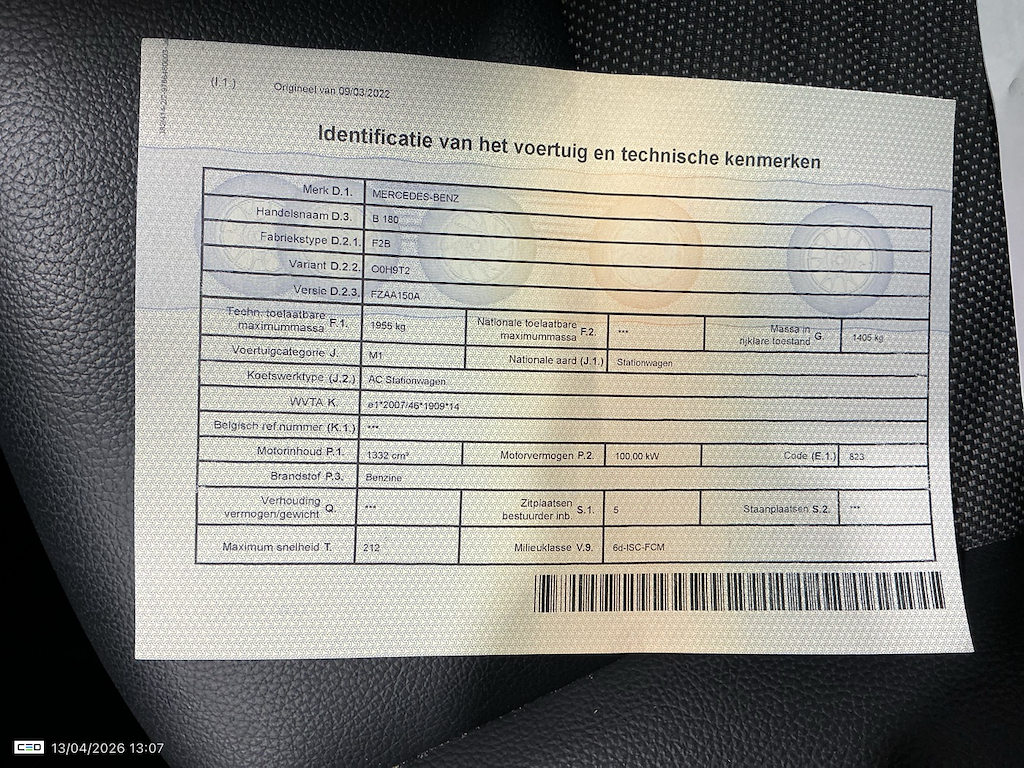 (I.1.) Origineel van 09/03/2022
Identificatie van het voertuig en technische kenmerken
Merk D.1. MERCEDES-BENZ
Handelsnaam D.3. B 180
Fabriekstype D.2.1. F2B
Variant D.2.2. O0H9T2
Versie D.2.3. FZAA150A
Techn. toelaatbare maximummassa F.1. 1955 kg Nationale toelaatbare maximummassa F.2. *** Massa in rijklare toestand G. 1405 kg
Voertuigcategorie J. M1 Nationale aard (J.1.) Stationwagen
Koetswerktype (J.2.) AC Stationwagen
WVTA K. e1*2007/46*1909*14
Belgisch ref.nummer (K.1.) ***
Motorinhoud P.1. 1332 cm³ Motorvermogen P.2. 100,00 kW Code (E.1.) 823
Brandstof P.3. Benzine
Verhouding vermogen/gewicht Q. *** Zitplaatsen bestuurder inb. S.1. 5 Staanplaatsen S.2. ***
Maximum snelheid T. 212 Milieuklasse V.9. 6d-ISC-FCM
13/04/2026 13:07